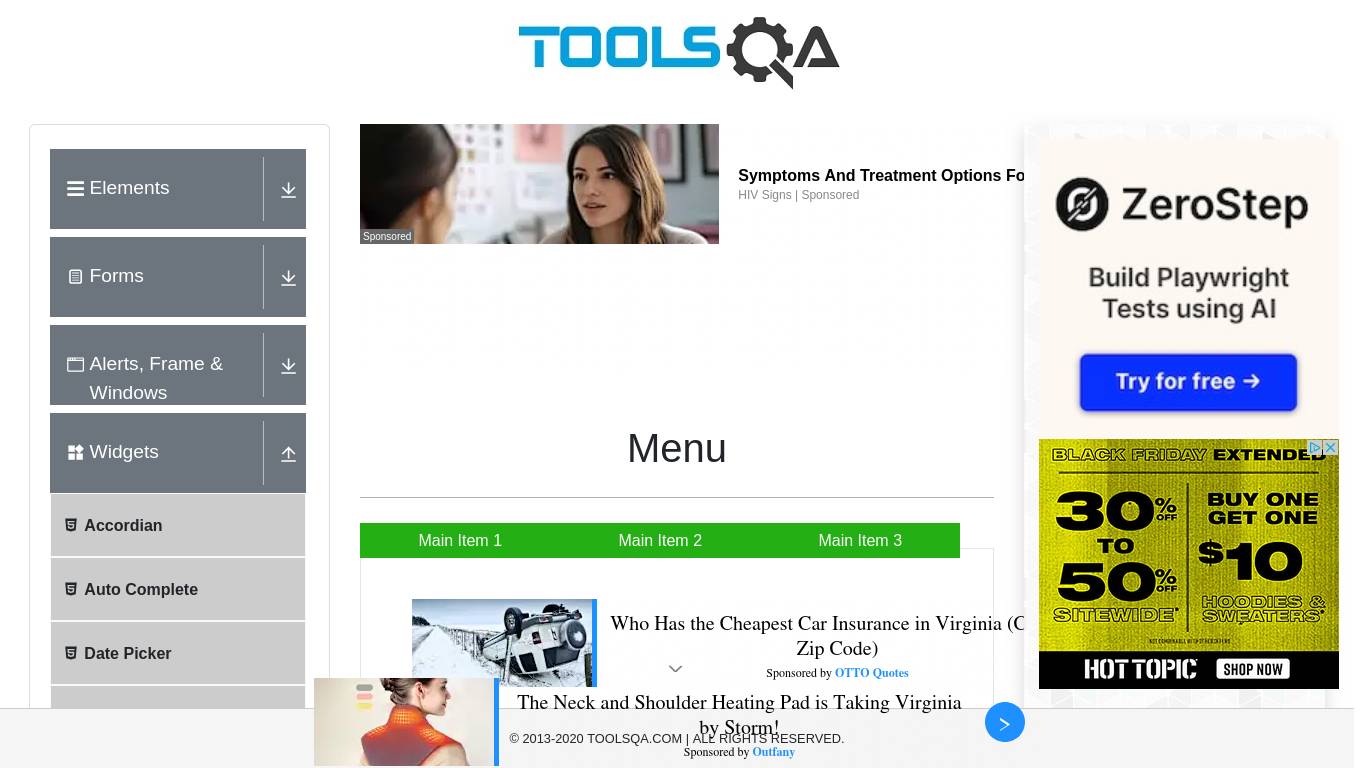 TOOLSQA
Elements
Forms
Alerts, Frame &
Windows
Widgets
Accordian
Auto Complete
Date Picker
Sponsored
Symptoms And Treatment Options Fo
HIV Signs | Sponsored
Menu
Main Item 1
Main Item 2
Main Item 3
Who Has the Cheapest Car Insurance in Virginia (C
Zip Code)
Sponsored by OTTO Quotes
The Neck and Shoulder Heating Pad is Taking Virginia
by Storm!
Sponsored by Outfany
© 2013-2020 TOOLSQA.COM | ALL RIGHTS RESERVED.
ZeroStep
Build Playwright
Tests using AI
Try for free →
BLACK FRIDAY EXTENDED
30% OFF
TO
50% OFF
SITEWIDE*
BUY ONE
GET ONE
$10
HOODIES &
SWEATERS*
NOT COMBINABLE WITH OTHER OFFERS
HOT TOPIC
SHOP NOW